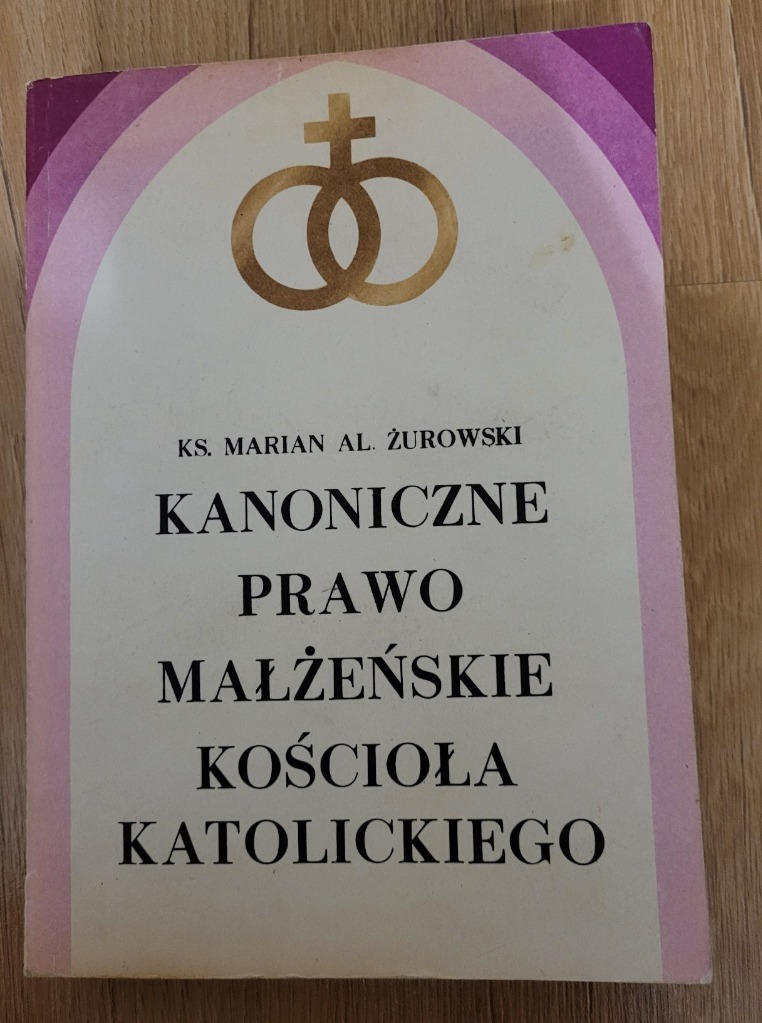 KS. MARIAN AL. ŻUROWSKI
KANONICZNE
PRAWO
MAŁŻEŃSKIE
KOŚCIOŁA
KATOLICKIEGO